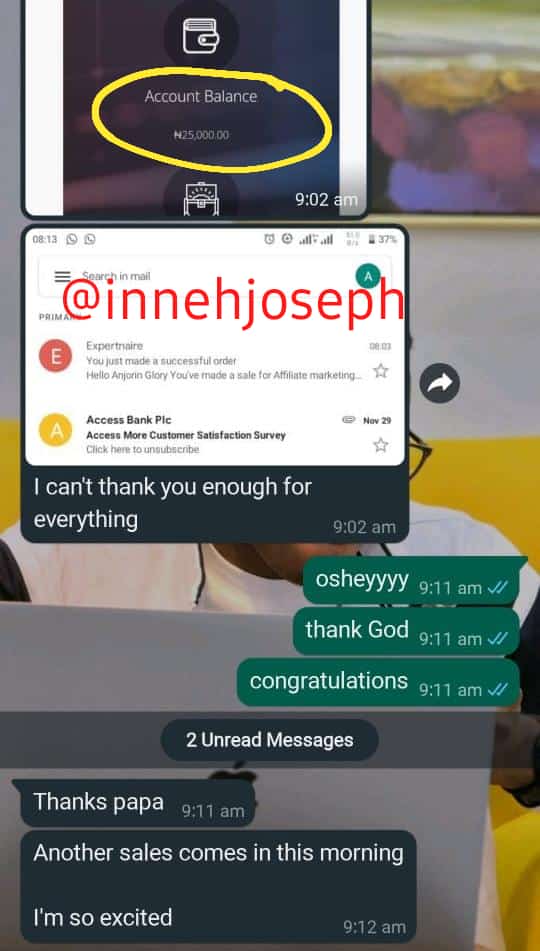 Account Balance
₦25,000.00
9:02 am
08:13
37%
Search in mail
A
@innehjoseph
PRIMA
E
Expertnaire
08:03
You just made a successful order
Hello Anjorin Glory You've made a sale for Affiliate marketing...
A
Access Bank Plc
Nov 29
Access More Customer Satisfaction Survey
Click here to unsubscribe
I can't thank you enough for
everything
9:02 am
osheyyyy 9:11 am
thank God 9:11 am
congratulations 9:11 am
2 Unread Messages
Thanks papa 9:11 am
Another sales comes in this morning
I'm so excited
9:12 am